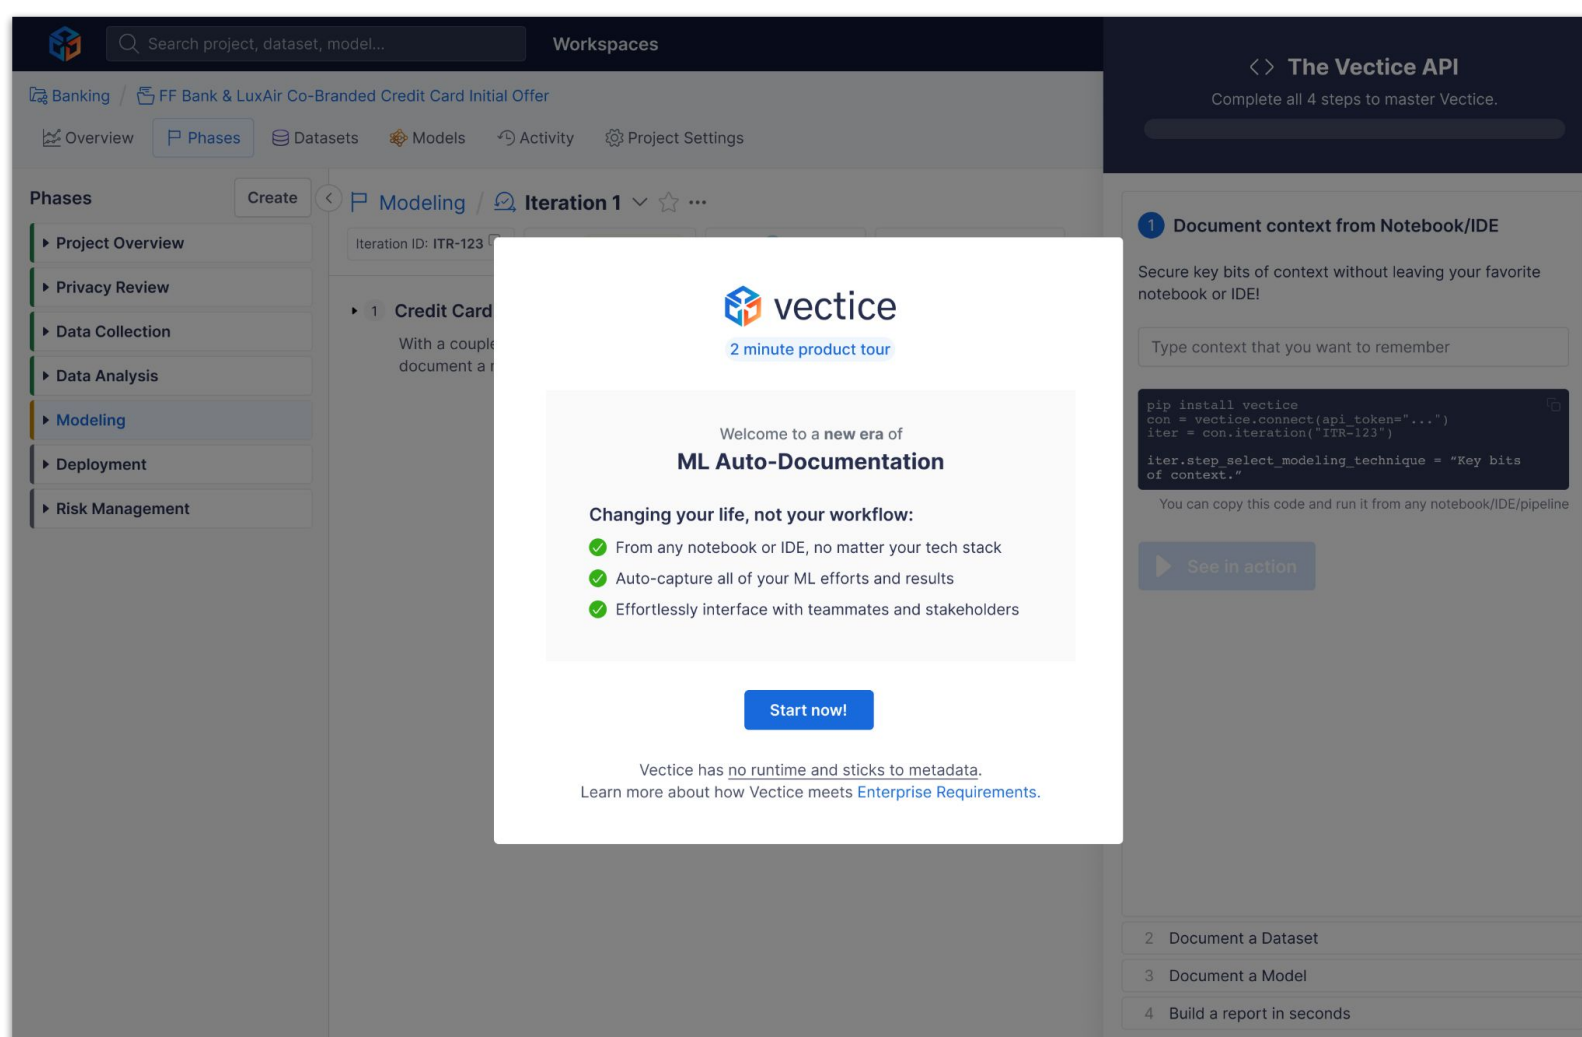 Search project, dataset, model...
Workspaces
Banking / FF Bank & LuxAir Co-Branded Credit Card Initial Offer
Overview
Phases
Datasets
Models
Activity
Project Settings
Phases
Create
Project Overview
Privacy Review
Data Collection
Data Analysis
Modeling
Deployment
Risk Management
Modeling / Iteration 1
Iteration ID: ITR-123
1 Credit Card
With a couple
document a
vectice
2 minute product tour
Welcome to a new era of
ML Auto-Documentation
Changing your life, not your workflow:
From any notebook or IDE, no matter your tech stack
Auto-capture all of your ML efforts and results
Effortlessly interface with teammates and stakeholders
Start now!
Vectice has no runtime and sticks to metadata.
Learn more about how Vectice meets Enterprise Requirements.
<> The Vectice API
Complete all 4 steps to master Vectice.
1 Document context from Notebook/IDE
Secure key bits of context without leaving your favorite
notebook or IDE!
Type context that you want to remember
pip install vectice
con = vectice.connect(api_token="...")
iter = con.iteration("ITR-123")
iter.step_select_modeling_technique = “Key bits
of context.”
You can copy this code and run it from any notebook/IDE/pipeline
See in action
2 Document a Dataset
3 Document a Model
4 Build a report in seconds